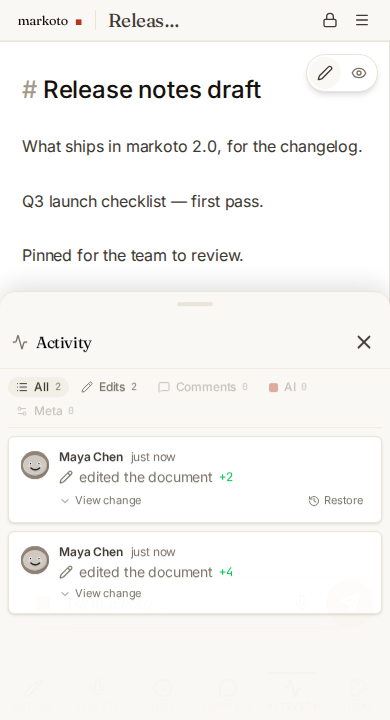 markoto
Releas...
# Release notes draft
What ships in markoto 2.0, for the changelog.
Q3 launch checklist — first pass.
Pinned for the team to review.
Activity
All 2 Edits 2 Comments 0 AI 0
Meta 0
Maya Chen just now
edited the document +2
View change Restore
Maya Chen just now
edited the document +4
View change